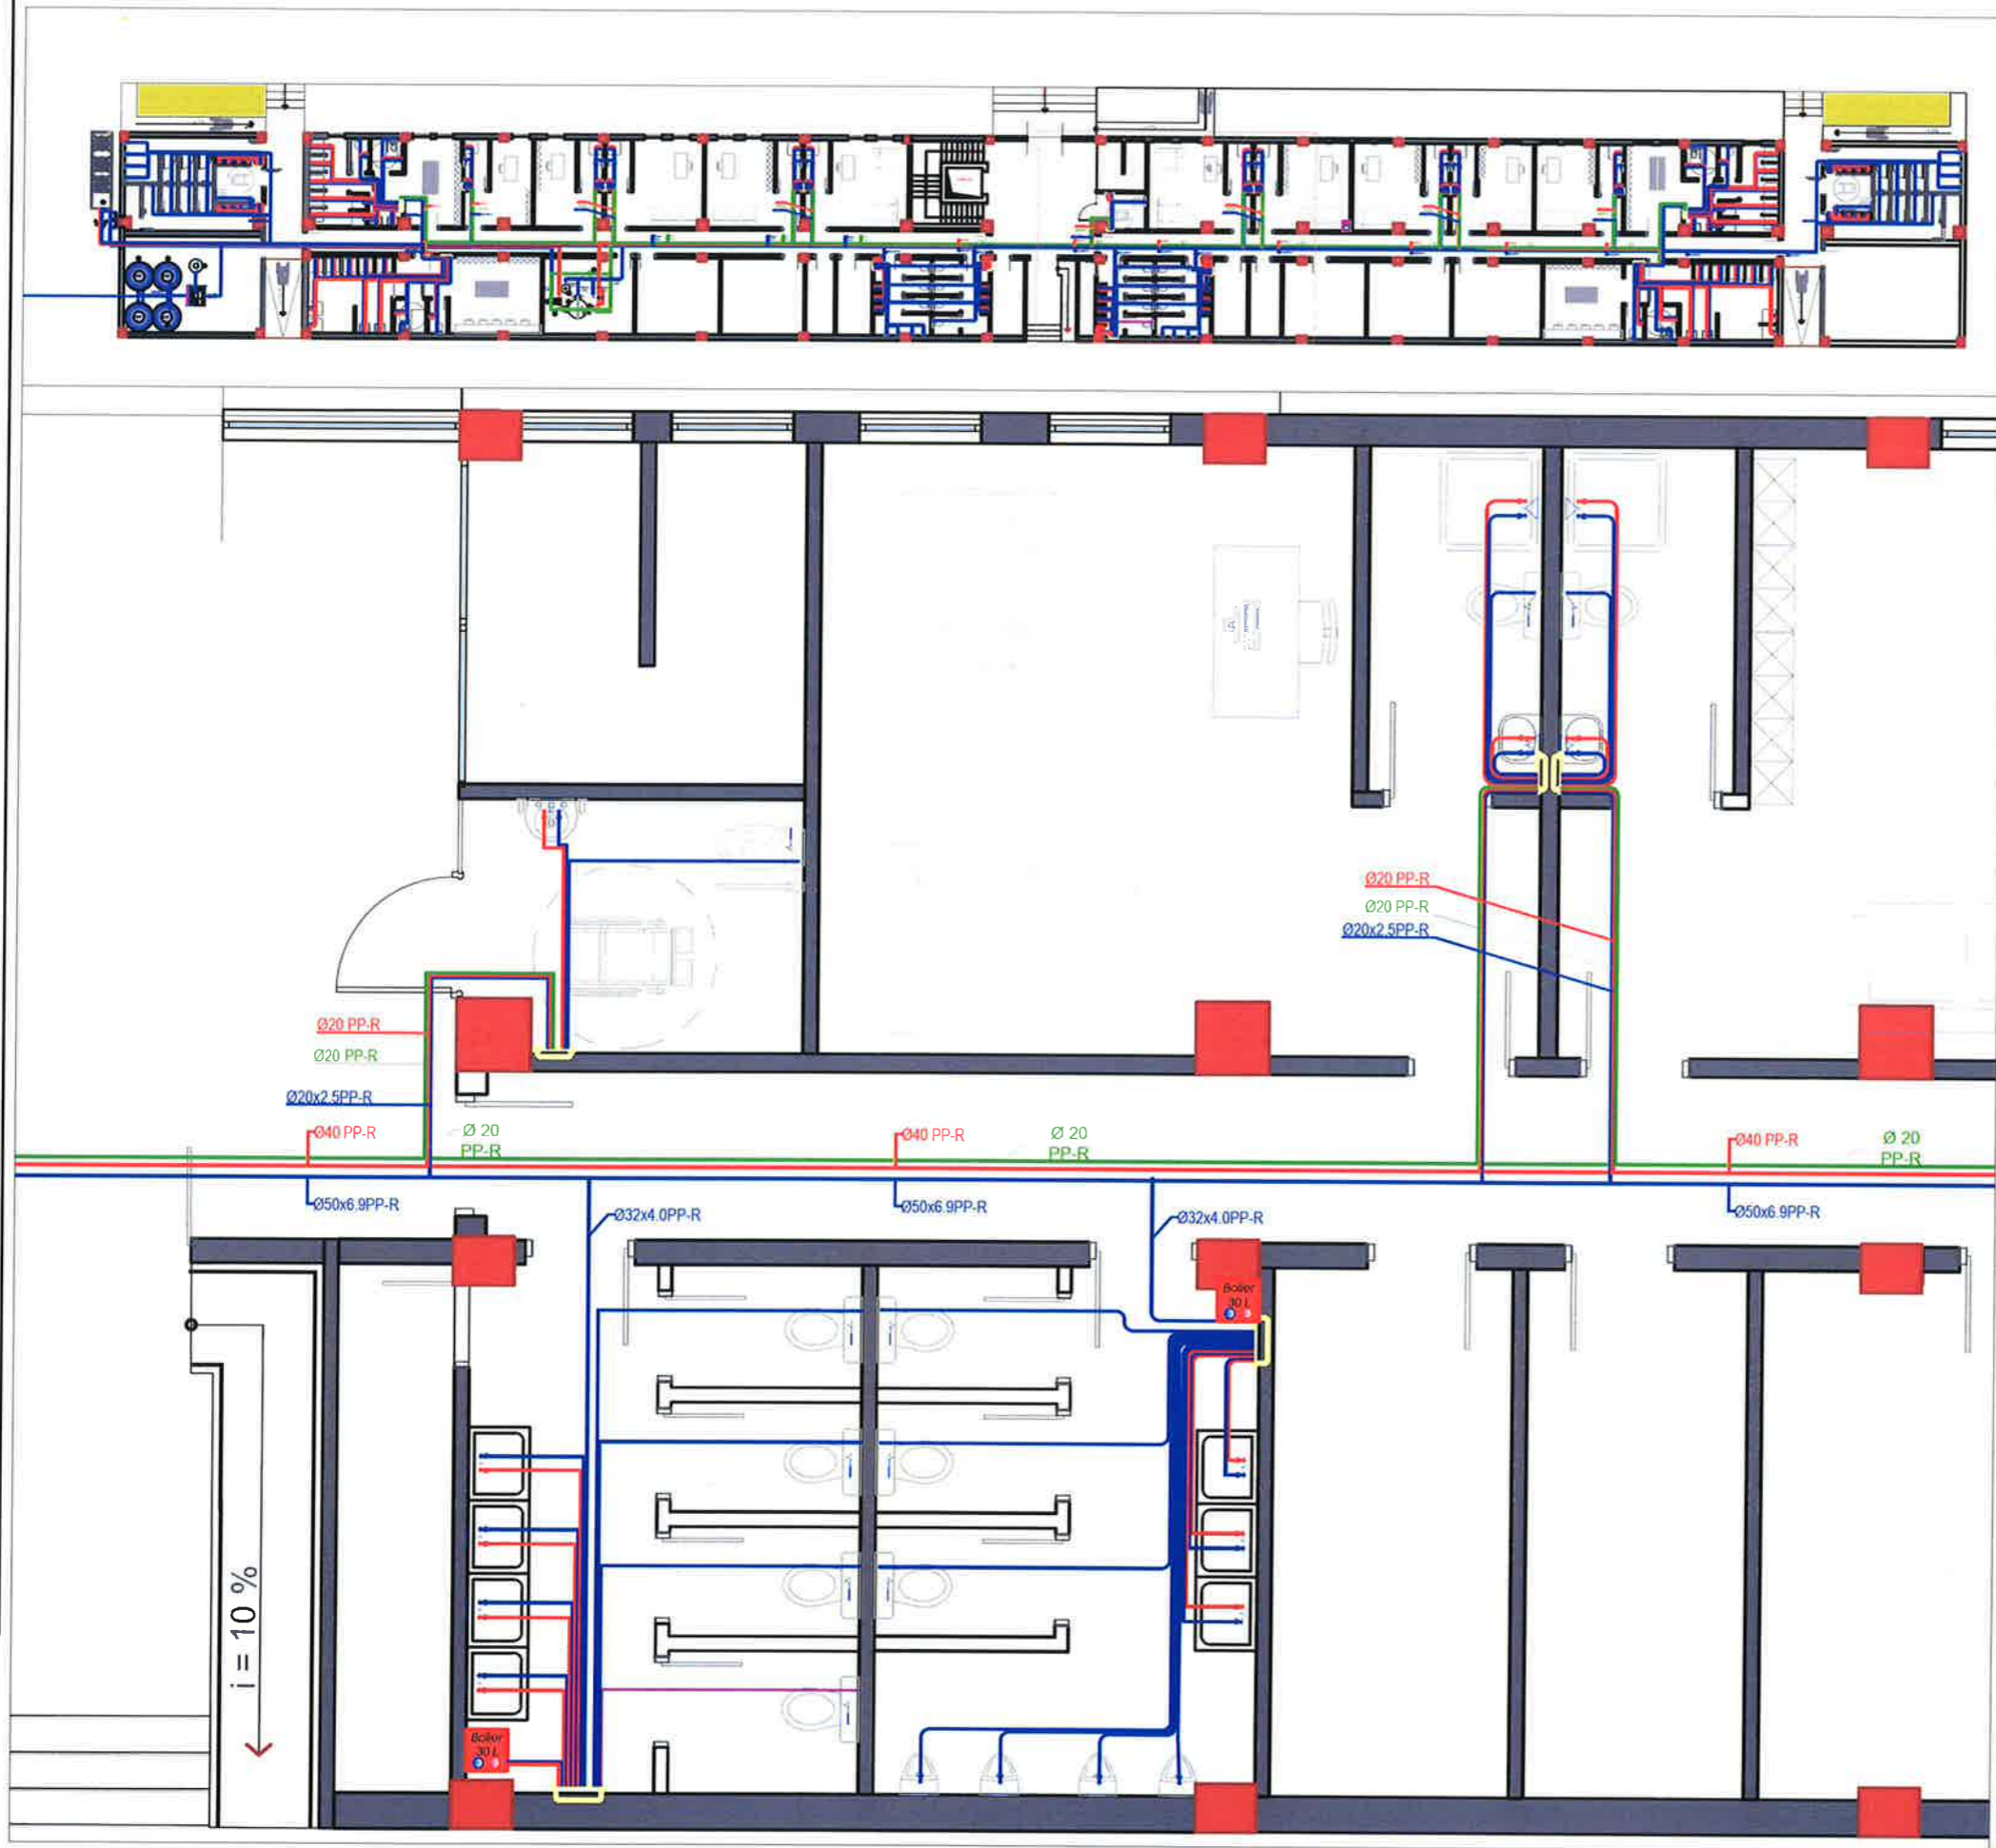 Ø20 PP-R
Ø20 PP-R
Ø20x2.5PP-R
Ø20 PP-R
Ø20 PP-R
Ø20x2.5PP-R
Ø40 PP-R
Ø 20
PP-R
Ø40 PP-R
Ø 20
PP-R
Ø40 PP-R
Ø 20
PP-R
Ø50x6.9PP-R
Ø32x4.0PP-R
Ø50x6.9PP-R
Ø32x4.0PP-R
Ø50x6.9PP-R
Boiler
30 L
i = 10 %
Boiler
30 L